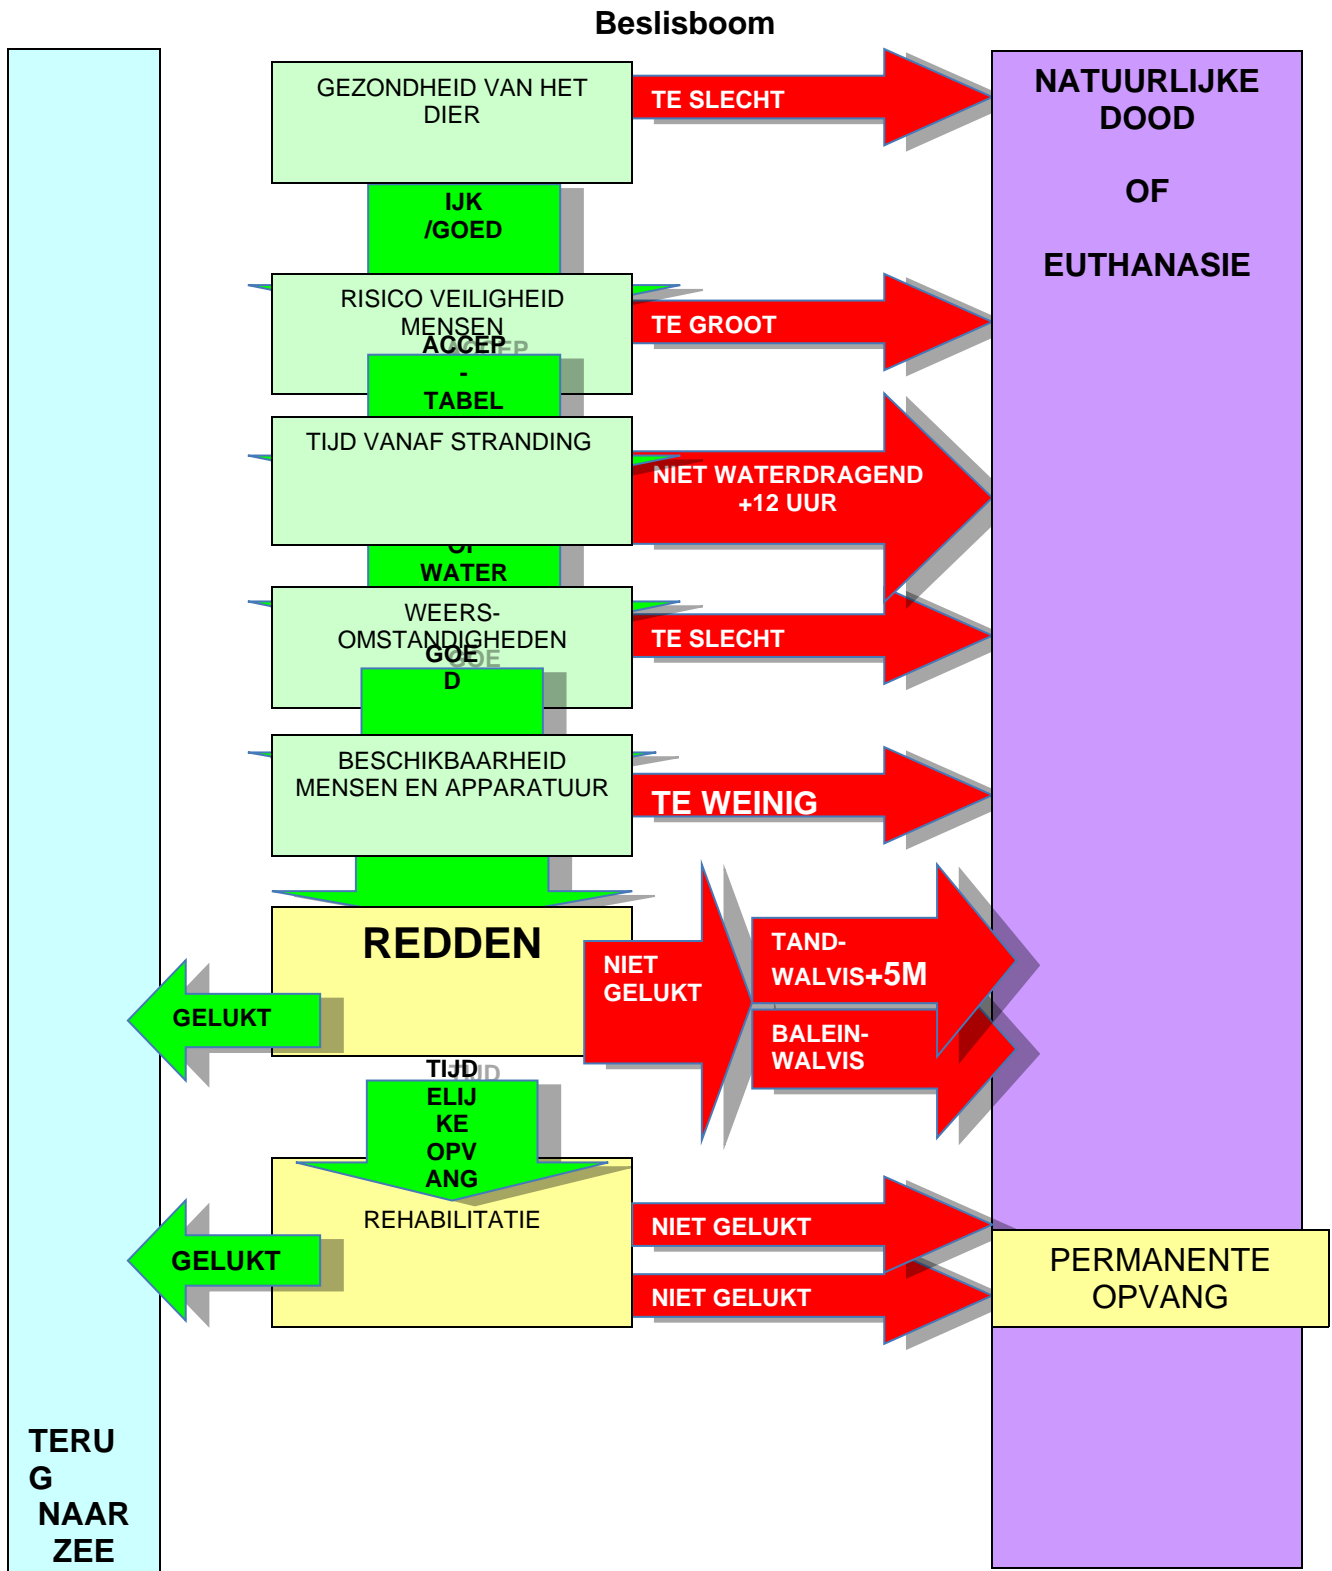 Beslisboom
GEZONDHEID VAN HET
DIER
TE SLECHT
NATUURLIJKE
DOOD
OF
EUTHANASIE
IJK
/GOED
RISICO VEILIGHEID
MENSEN
TE GROOT
ACCEP
-
TABEL
TIJD VANAF STRANDING
NIET WATERDRAGEND
+12 UUR
WATER
WEERS-
OMSTANDIGHEDEN
TE SLECHT
GOE
D
BESCHIKBAARHEID
MENSEN EN APPARATUUR
TE WEINIG
REDDEN
NIET
GELUKT
TAND-
WALVIS+5M
GELUKT
BALEIN-
WALVIS
TIJD
ELIJ
KE
OPV
ANG
REHABILITATIE
NIET GELUKT
GELUKT
NIET GELUKT
PERMANENTE
OPVANG
TERU
G
NAAR
ZEE